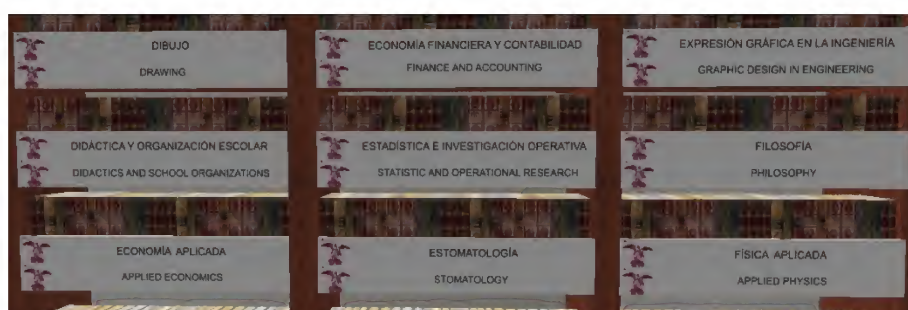 DIBUJO
DRAWING
ECONOMÍA FINANCIERA Y CONTABILIDAD
FINANCE AND ACCOUNTING
EXPRESIÓN GRÁFICA EN LA INGENIERÍA
GRAPHIC DESIGN IN ENGINEERING
DIDÁCTICA Y ORGANIZACIÓN ESCOLAR
DIDACTICS AND SCHOOL ORGANIZATIONS
ESTADÍSTICA E INVESTIGACIÓN OPERATIVA
STATISTIC AND OPERATIONAL RESEARCH
FILOSOFÍA
PHILOSOPHY
ECONOMÍA APLICADA
APPLIED ECONOMICS
ESTOMATOLOGÍA
STOMATOLOGY
FÍSICA APLICADA
APPLIED PHYSICS